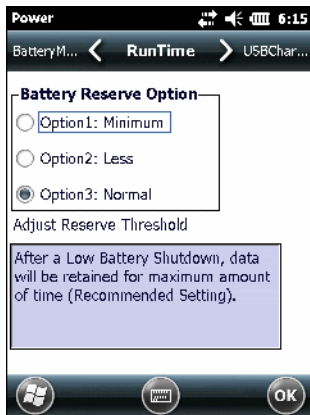 Power 6:15
BatteryM... RunTime USBChar...
Battery Reserve Option
Option1: Minimum
Option2: Less
Option3: Normal
Adjust Reserve Threshold
After a Low Battery Shutdown, data
will be retained for maximum amount
of time (Recommended Setting).
OK